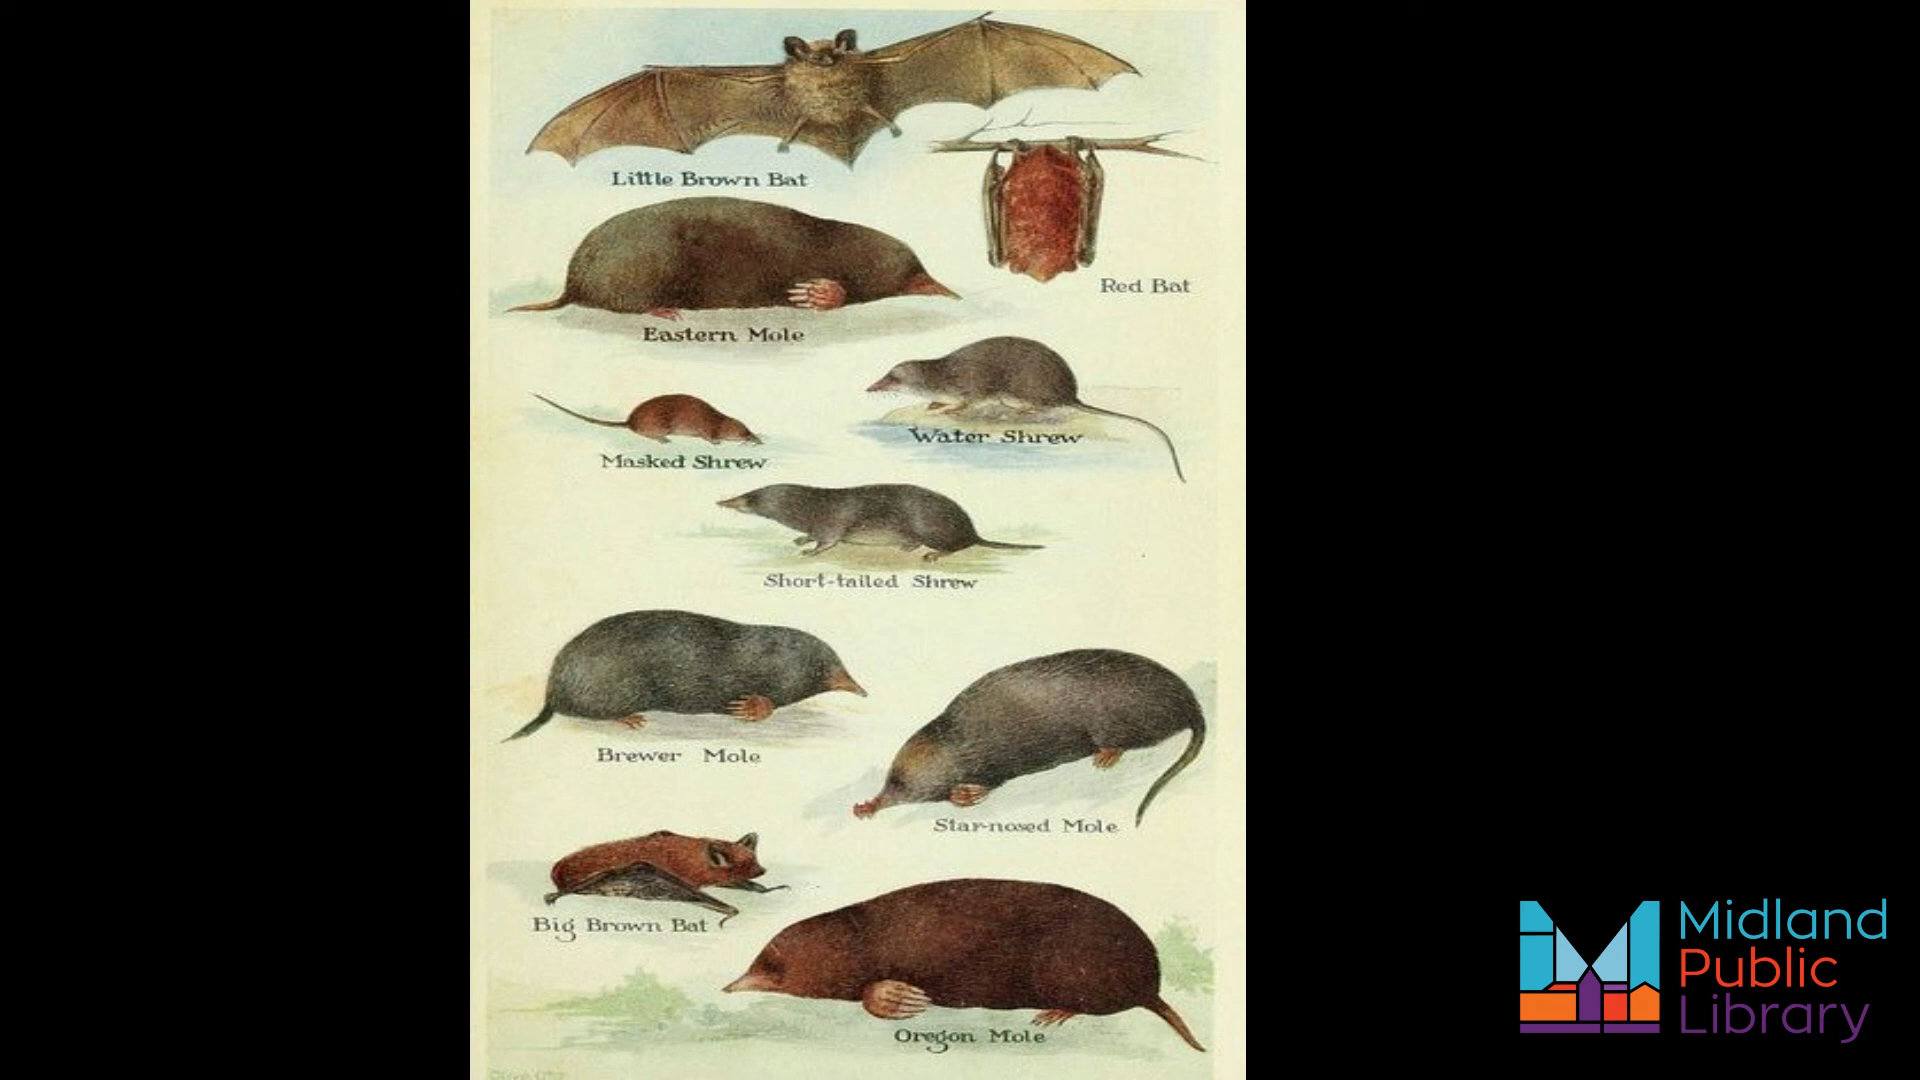 Little Brown Bat
Red Bat
Eastern Mole
Water Shrew
Masked Shrew
Short-tailed Shrew
Brewer Mole
Star-nosed Mole
Big Brown Bat
Oregon Mole
Midland
Public
Library